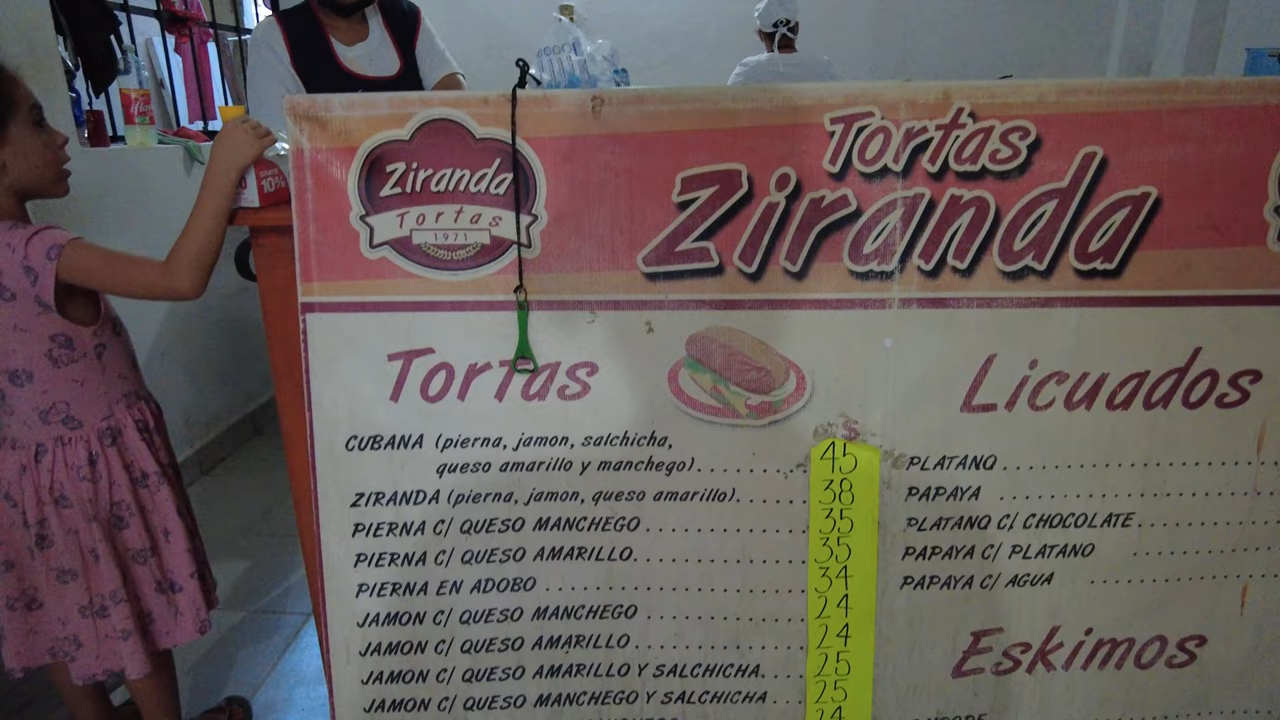 Ziranda
Tortas
1971
Tortas
Ziranda
10%
Tortas
$
CUBANA (pierna, jamon, salchicha,
queso amarillo y manchego)........ 45
ZIRANDA (pierna, jamon, queso amarillo)...... 38
PIERNA C/ QUESO MANCHEGO ............ 35
PIERNA C/ QUESO AMARILLO............. 35
PIERNA EN ADOBO .................... 34
JAMON C/ QUESO MANCHEGO ............ 24
JAMON C/ QUESO AMARILLO ............. 24
JAMON C/ QUESO AMARILLO Y SALCHICHA.... 25
JAMON C/ QUESO MANCHEGO Y SALCHICHA ... 25
24
Licuados
PLATANO ......................
PAPAYA ......................
PLATANO C/ CHOCOLATE............
PAPAYA C/ PLATANO ............
PAPAYA C/ AGUA ................
Eskimos